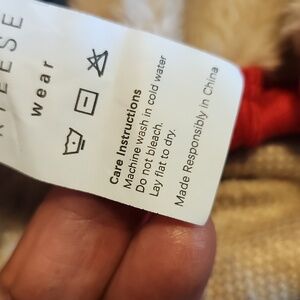 wear
Care Instructions
Machine wash in cold water
Do not bleach.
Lay flat to dry.
Made Responsibly in China